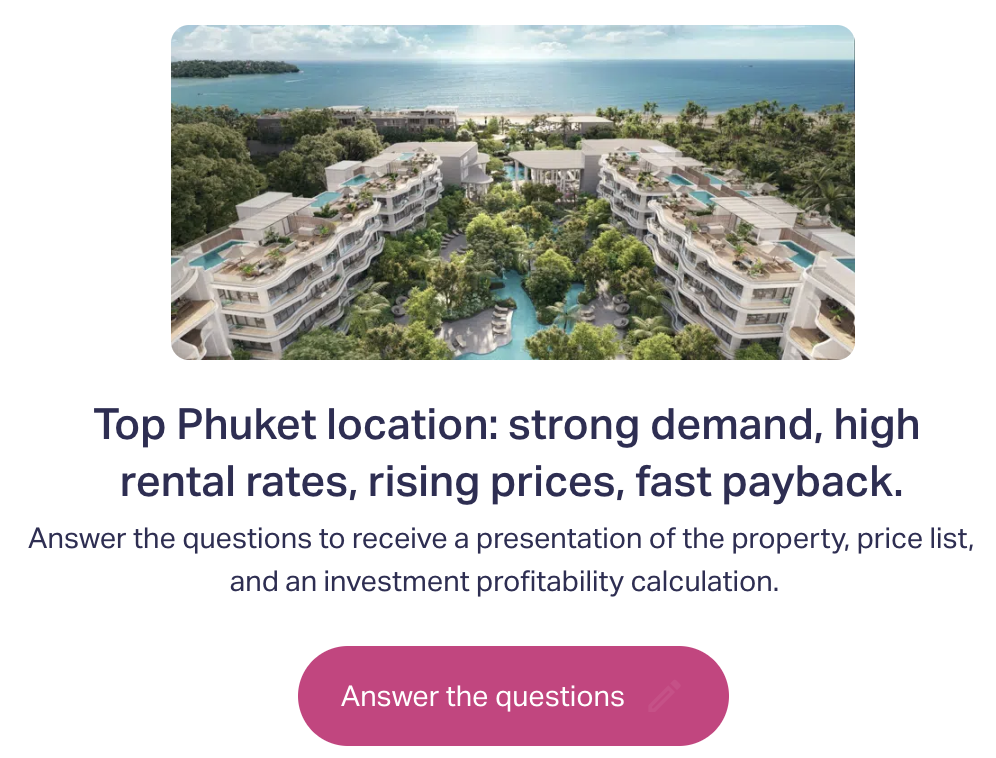 Top Phuket location: strong demand, high
rental rates, rising prices, fast payback.
Answer the questions to receive a presentation of the property, price list,
and an investment profitability calculation.
Answer the questions